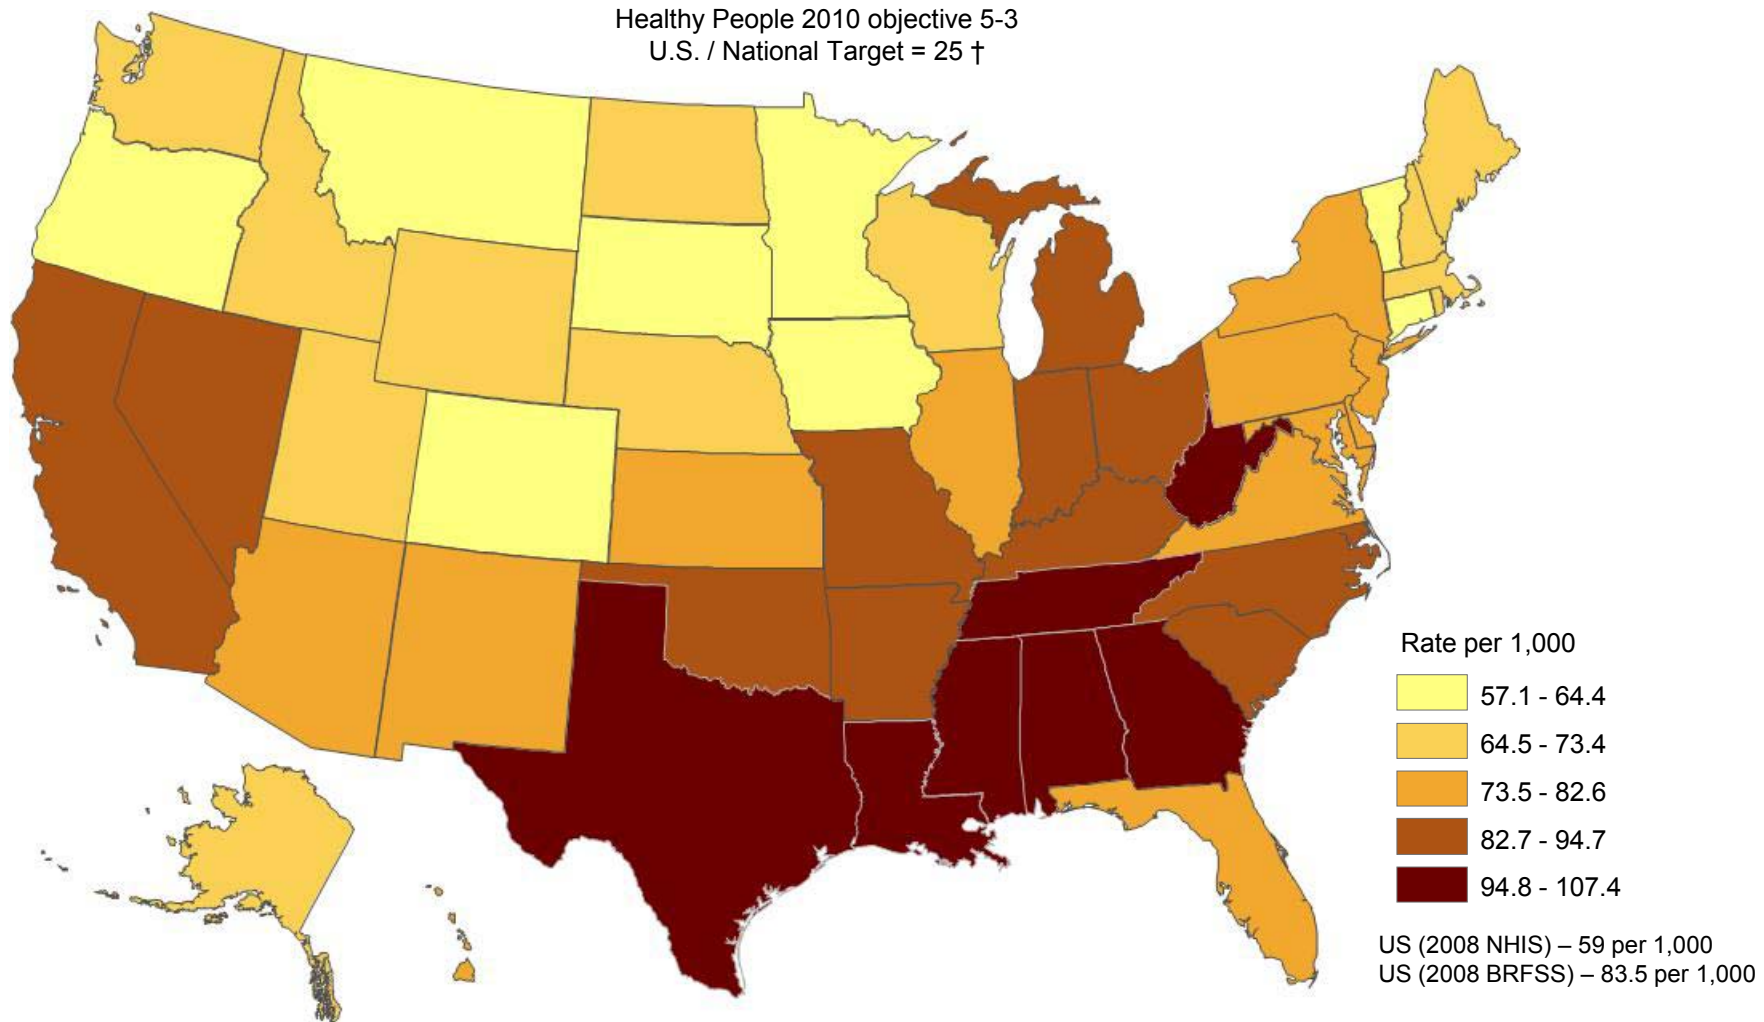 Healthy People 2010 objective 5-3
U.S. / National Target = 25 †
Rate per 1,000
57.1 - 64.4
64.5 - 73.4
73.5 - 82.6
82.7 - 94.7
94.8 - 107.4
US (2008 NHIS) – 59 per 1,000
US (2008 BRFSS) – 83.5 per 1,000